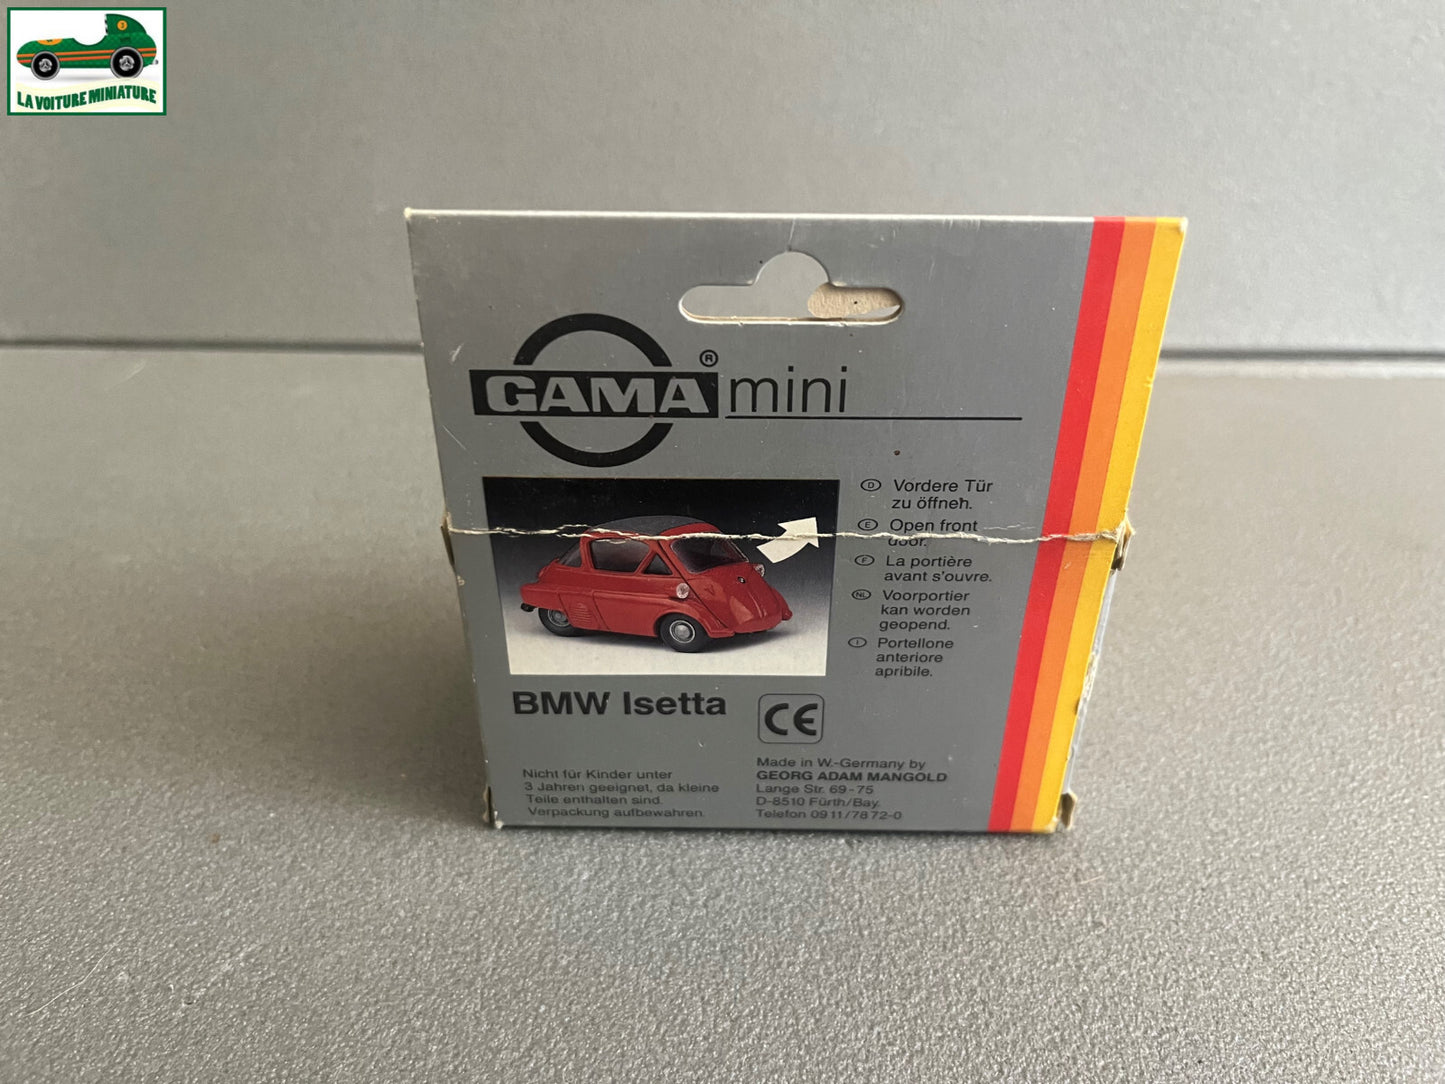 3
LA VOITURE MINIATURE
GAMA® mini
D Vordere Tür
zu öffneh.
E Open front
door.
F La portière
avant s'ouvre.
NL Voorportier
kan worden
geopend.
I Portellone
anteriore
apribile.
BMW Isetta
CE
Nicht für Kinder unter
3 Jahren geeignet, da kleine
Teile enthalten sind.
Verpackung aufbewahren.
Made in W.-Germany by
GEORG ADAM MANGOLD
Lange Str. 69-75
D-8510 Fürth/Bay.
Telefon 0911/7872-0